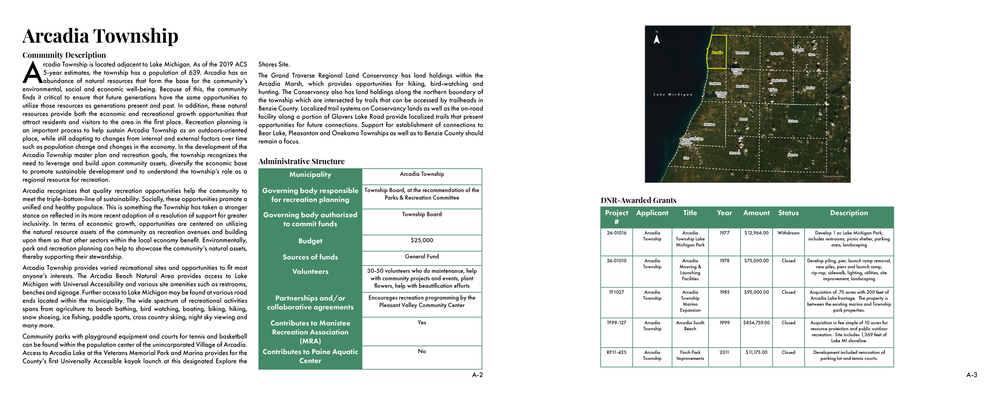 Arcadia Township
Community Description
Arcadia Township is located adjacent to Lake Michigan. As of the 2019 ACS
5-year estimates, the township has a population of 639. Arcadia has an
abundance of natural resources that form the base for the community’s
environmental, social and economic well-being. Because of this, the community
finds it critical to ensure that future generations have the same opportunities to
utilize those resources as generations present and past. In addition, these natural
resources provide both the economic and recreational growth opportunities that
attract residents and visitors to the area in the first place. Recreation planning is
an important process to help sustain Arcadia Township as an outdoors-oriented
place, while still adapting to changes from internal and external factors over time
such as population change and changes in the economy. In the development of the
Arcadia Township master plan and recreation goals, the township recognizes the
need to leverage and build upon community assets, diversify the economic base
to promote sustainable development and to understand the township’s role as a
regional resource for recreation.
Arcadia recognizes that quality recreation opportunities help the community to
meet the triple-bottom-line of sustainability. Socially, these opportunities promote a
unified and healthy populace. This is something the Township has taken a stronger
stance on reflected in its more recent adoption of a resolution of support for greater
inclusivity. In terms of economic growth, opportunities are centered on utilizing
the natural resource assets of the community as recreation avenues and building
upon them so that other sectors within the local economy benefit. Environmentally,
park and recreation planning can help to showcase the community’s natural assets,
thereby supporting their stewardship.
Arcadia Township provides varied recreational sites and opportunities to fit most
anyone’s interests. The Arcadia Beach Natural Area provides access to Lake
Michigan with Universal Accessibility and various site amenities such as restrooms,
benches and signage. Further access to Lake Michigan may be found at various road
ends located within the municipality. The wide spectrum of recreational activities
spans from agriculture to beach bathing, bird watching, boating, biking, hiking,
snow shoeing, ice fishing, paddle sports, cross country skiing, night sky viewing and
many more.
Community parks with playground equipment and courts for tennis and basketball
can be found within the population center of the unincorporated Village of Arcadia.
Access to Arcadia Lake at the Veterans Memorial Park and Marina provides for the
County’s first Universally Accessible kayak launch at this designated Explore the
Shores Site.
The Grand Traverse Regional Land Conservancy has land holdings within the
Arcadia Marsh, which provides opportunities for hiking, bird-watching and
hunting. The Conservancy also has land holdings along the northern boundary of
the township which are intersected by trails that can be accessed by trailheads in
Benzie County. Localized trail systems on Conservancy lands as well as the on-road
facility along a portion of Glovers Lake Road provide localized trails that present
opportunities for future connections. Support for establishment of connections to
Bear Lake, Pleasanton and Onekama Townships as well as to Benzie County should
remain a focus.
Administrative Structure
Municipality
Arcadia Township
Governing body responsible
for recreation planning
Township Board, at the recommendation of the
Parks & Recreation Committee
Governing body authorized
to commit funds
Township Board
Budget
$25,000
Sources of funds
General Fund
Volunteers
30-50 volunteers who do maintenance, help
with community projects and events, plant
flowers, help with beautification efforts
Partnerships and/or
collaborative agreements
Encourages recreation programming by the
Pleasant Valley Community Center
Contributes to Manistee
Recreation Association
(MRA)
Yes
Contributes to Paine Aquatic
Center
No
A-2
N
Arcadia
Pleasanton
Springdale
Copemish
Cleon
Bear Lake
Village
Onekama
Bear Lake
Maple Grove
Kaleva
Marilla
Onekama
Village
Lake Michigan
Brown
Dickson
Manistee
City of
Manistee
East Lake
Filer
Stronach
Norman
Earthstar Geographics
DNR-Awarded Grants
Project
#
Applicant
Title
Year
Amount
Status
Description
26-01016
Arcadia
Township
Arcadia
Township Lake
Michigan Park
1977
$12,966.00
Withdrawn
Develop 1 ac Lake Michigan Park;
includes restrooms, picnic shelter, parking
area, landscaping
26-01010
Arcadia
Township
Arcadia
Mooring &
Launching
Facilities
1978
$75,000.00
Closed
Develop piling, pier, launch ramp removal,
new piles, piers and launch ramp,
rip-rap, sidewalk, lighting, utilities, site
improvement, landscaping
TF1027
Arcadia
Township
Arcadia
Township
Marina
Expansion
1985
$95,000.00
Closed
Acquisition of .70 acres with 200 feet of
Arcadia Lake frontage. The property is
between the existing marina and Township
park properties.
TF99-127
Arcadia
Township
Arcadia South
Beach
1999
$834,759.00
Closed
Acquisition in fee simple of 10 acres for
resource protection and public outdoor
recreation. Site includes 1,369 feet of
Lake MI shoreline.
RP11-425
Arcadia
Township
Finch Park
Improvements
2011
$11,175.00
Closed
Development included renovation of
parking lot and tennis courts.
A-3